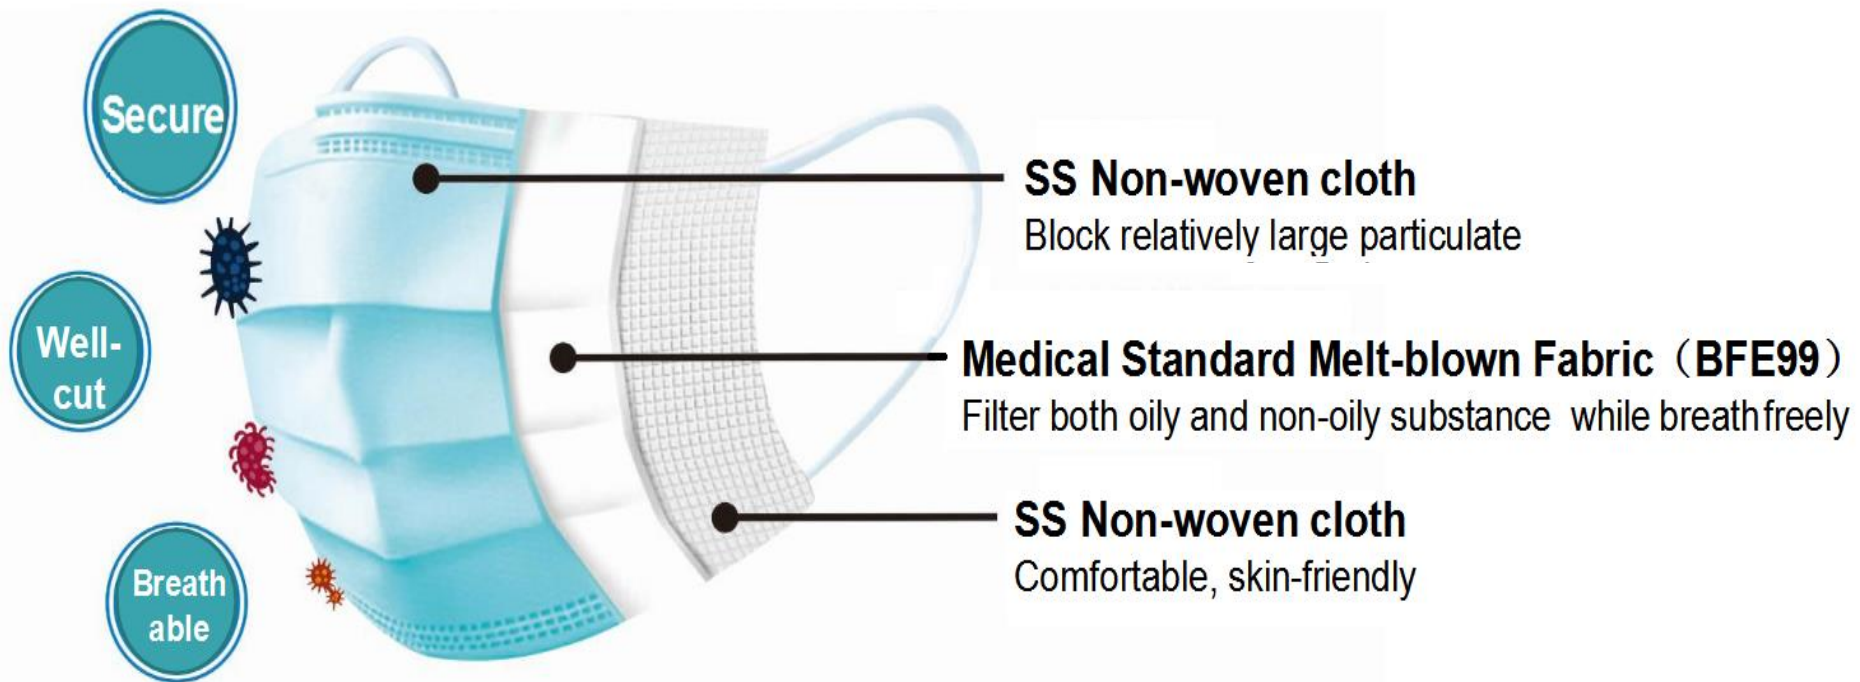 Secure
SS Non-woven cloth
Block relatively large particulate
Well-
cut
Medical Standard Melt-blown Fabric（BFE99）
Filter both oily and non-oily substance while breath freely
SS Non-woven cloth
Comfortable, skin-friendly
Breath
able